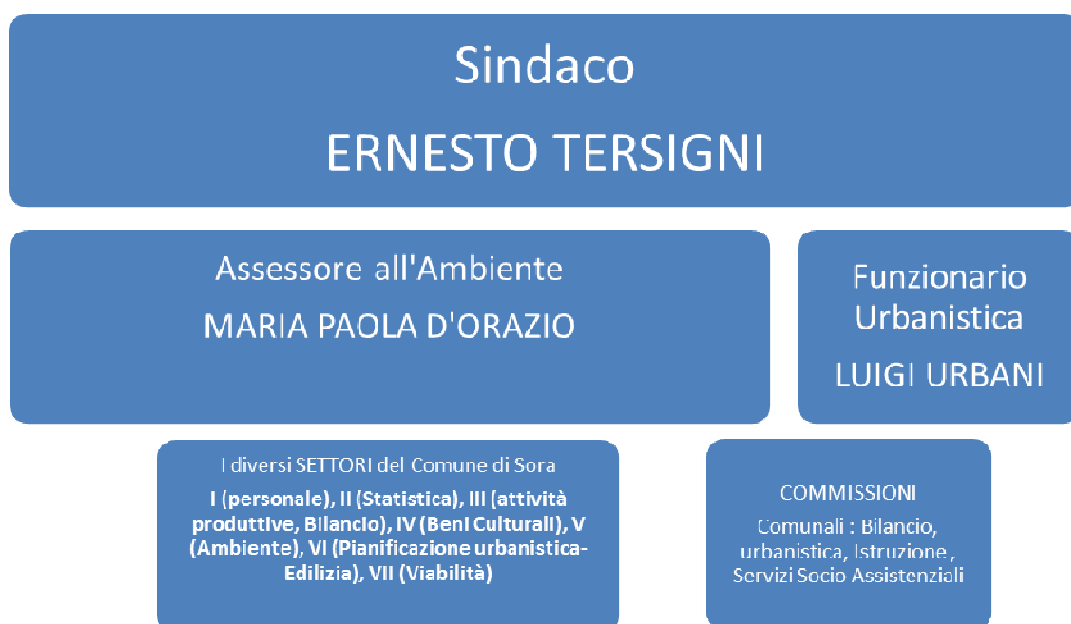 Sindaco
ERNESTO TERSIGNI
Assessore all'Ambiente
MARIA PAOLA D'ORAZIO
Funzionario
Urbanistica
LUIGI URBANI
I diversi SETTORI del Comune di Sora
I (personale), II (Statistica), III (attività
produttive, Bilancio), IV (Beni Culturali), V
(Ambiente), VI (Pianificazione urbanistica-
Edilizia), VII (Viabilità)
COMMISSIONI
Comunali : Bilancio,
urbanistica, Istruzione ,
Servizi Socio Assistenziali